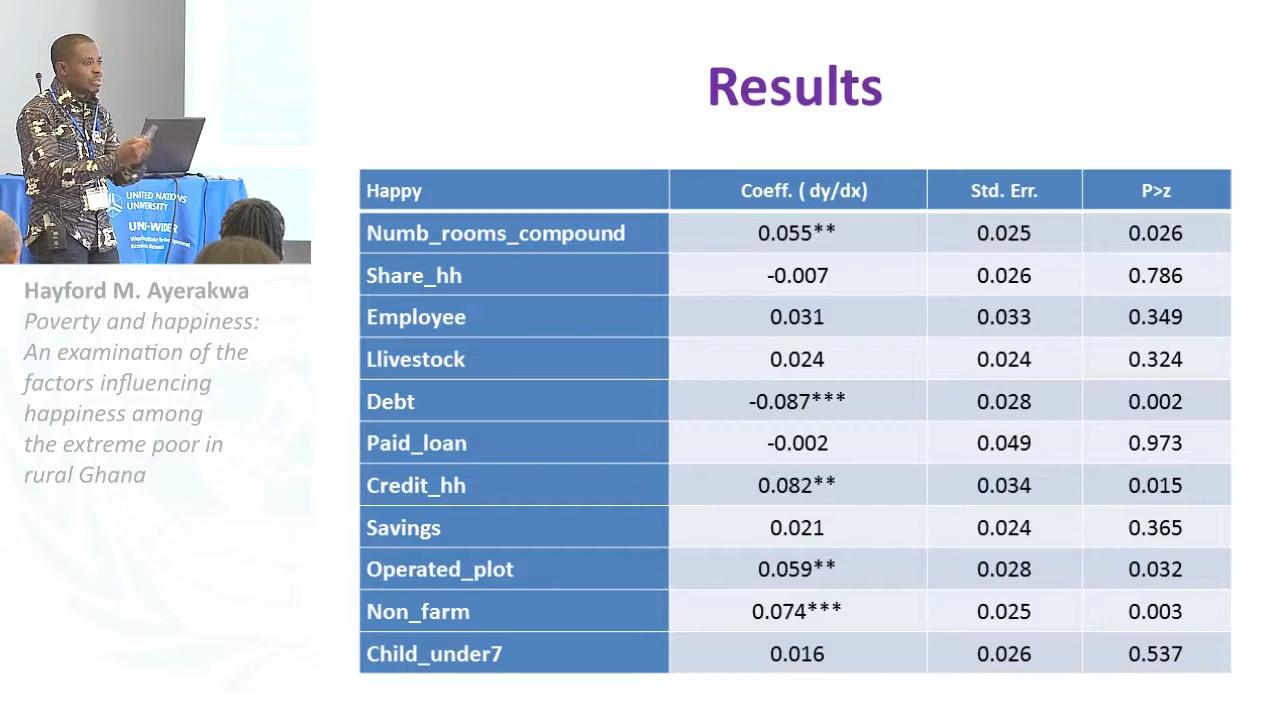 Results
UNITED NATIONS
UNIVERSITY
UNU-WIDER
Hayford M. Ayerakwa
Poverty and happiness:
An examination of the
factors influencing
happiness among
the extreme poor in
rural Ghana
Happy Coeff. ( dy/dx) Std. Err. P>z
Numb_rooms_compound 0.055** 0.025 0.026
Share_hh -0.007 0.026 0.786
Employee 0.031 0.033 0.349
Llivestock 0.024 0.024 0.324
Debt -0.087*** 0.028 0.002
Paid_loan -0.002 0.049 0.973
Credit_hh 0.082** 0.034 0.015
Savings 0.021 0.024 0.365
Operated_plot 0.059** 0.028 0.032
Non_farm 0.074*** 0.025 0.003
Child_under7 0.016 0.026 0.537